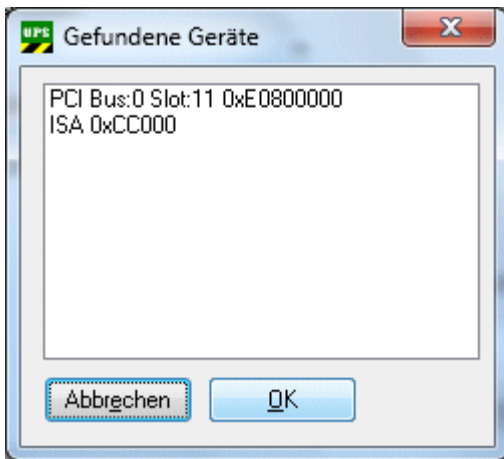 UPS
Gefundene Geräte
PCI Bus:0 Slot:11 0xE0800000
ISA 0xCC000
Abbrechen
OK